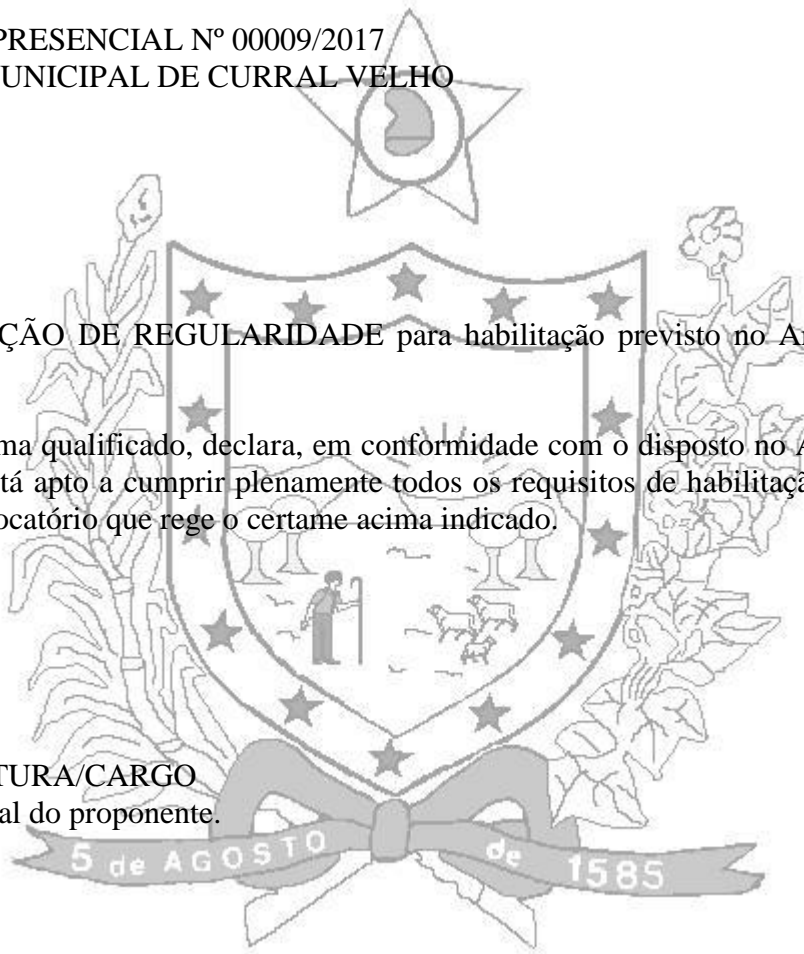 PRESENCIAL Nº 00009/2017
UNICIPAL DE CURRAL VELHO
ÇÃO DE REGULARIDADE para habilitação previsto no A
ma qualificado, declara, em conformidade com o disposto no A
tá apto a cumprir plenamente todos os requisitos de habilitaçã
ocatório que rege o certame acima indicado.
TURA/CARGO
al do proponente.
5 de AGOSTO de 1585